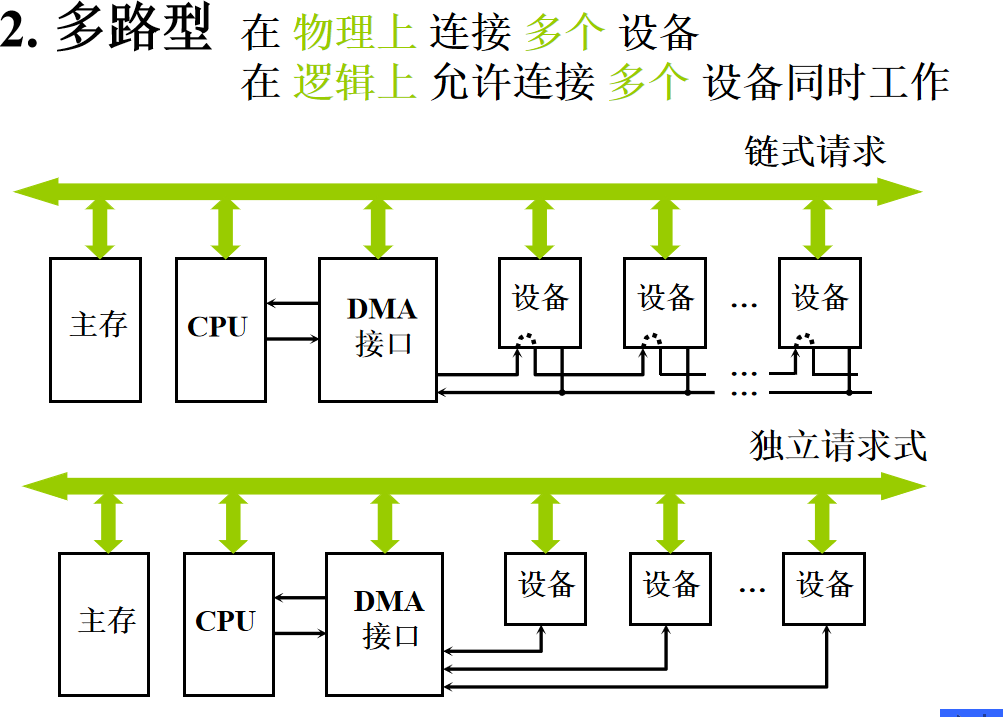 2. 多路型 在 物理上 连接 多个 设备
在 逻辑上 允许连接 多个 设备同时工作
链式请求
主存 CPU DMA 接口 设备 设备 … 设备
…
…
独立请求式
主存 CPU DMA 接口 设备 设备 … 设备